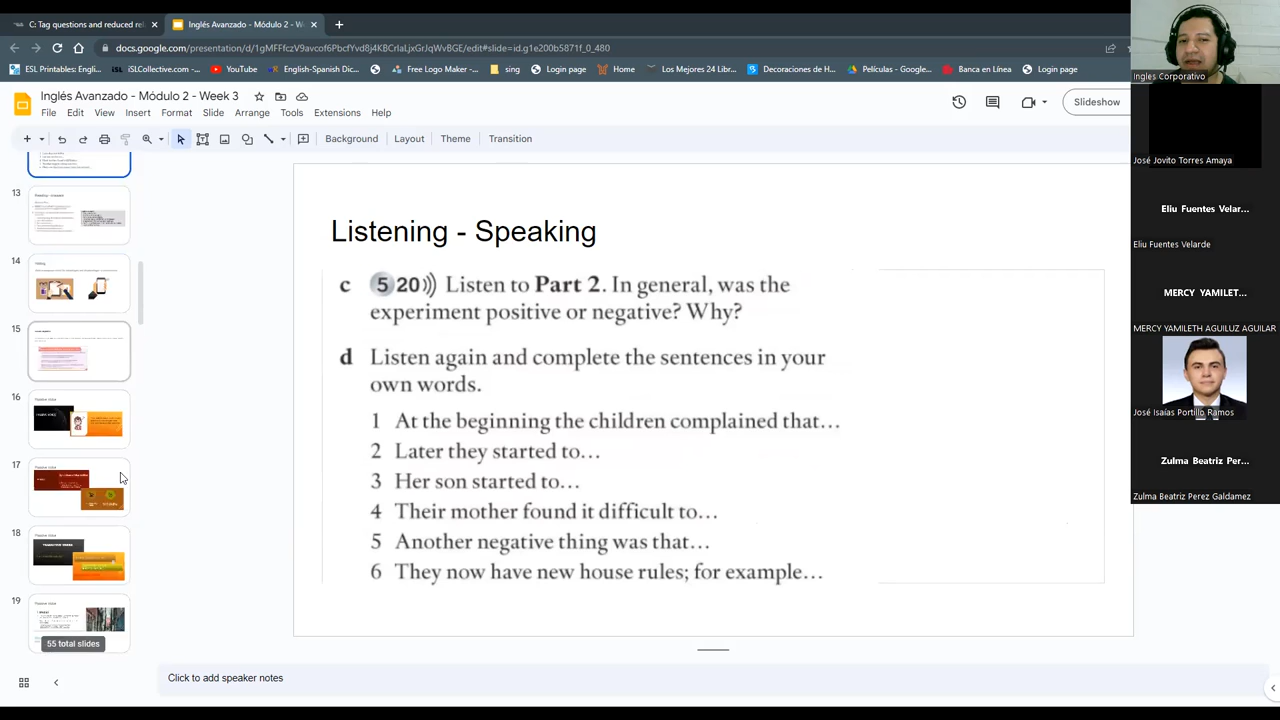 C: Tag questions and reduced rel
Inglés Avanzado - Módulo 2 - W
docs.google.com/presentation/d/1gMFFfczV9avcof6PbcfYvd8j4KBCrIaLjxGrJqWvBGE/edit#slide=id.g1e200b5871f_0_480
ESL Printables: Engli...
iSLCollective.com -...
YouTube
English-Spanish Dic...
Free Logo Maker -...
sing
Login page
Home
Los Mejores 24 Libr...
Decoraciones de H...
Películas - Google...
Banca en Línea
Login page
Inglés Avanzado - Módulo 2 - Week 3
File Edit View Insert Format Slide Arrange Tools Extensions Help
Slideshow
Background Layout Theme Transition
13
14
15
16
17
18
19
55 total slides
Listening - Speaking
c 5 20 Listen to Part 2. In general, was the
experiment positive or negative? Why?
d Listen again and complete the sentences in your
own words.
1 At the beginning the children complained that...
2 Later they started to...
3 Her son started to...
4 Their mother found it difficult to...
5 Another negative thing was that...
6 They now have new house rules; for example...
Click to add speaker notes
Ingles Corporativo
José Jovito Torres Amaya
Eliu Fuentes Velar...
Eliu Fuentes Velarde
MERCY YAMILET...
MERCY YAMILETH AGUILUZ AGUILAR
José Isaías Portillo Ramos
Zulma Beatriz Per...
Zulma Beatriz Perez Galdamez